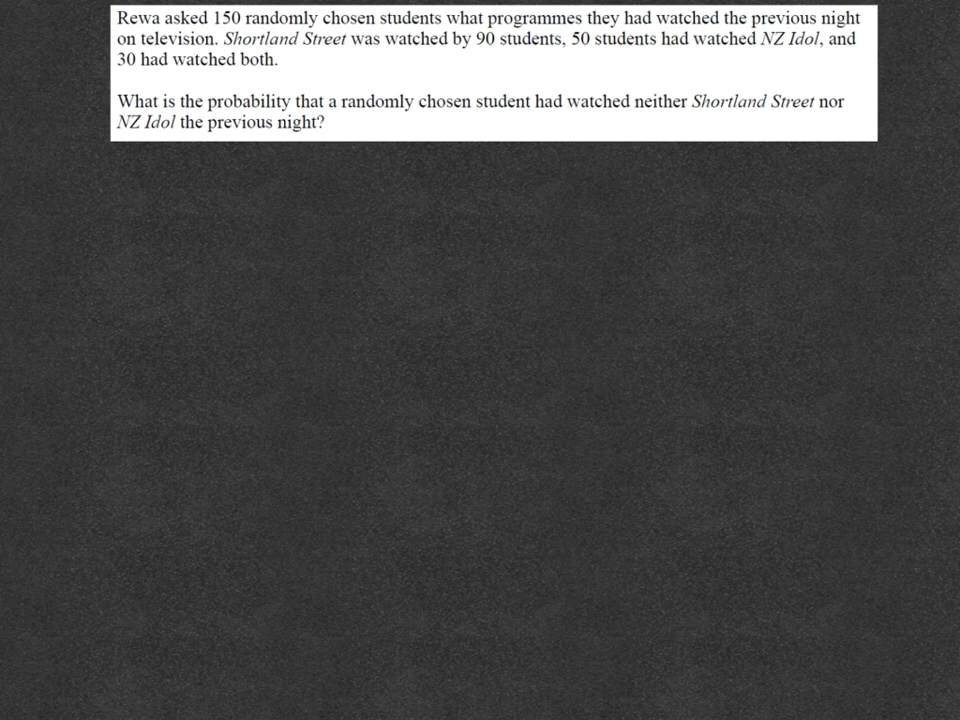 Rewa asked 150 randomly chosen students what programmes they had watched the previous night
on television. Shortland Street was watched by 90 students, 50 students had watched NZ Idol, and
30 had watched both.
What is the probability that a randomly chosen student had watched neither Shortland Street nor
NZ Idol the previous night?